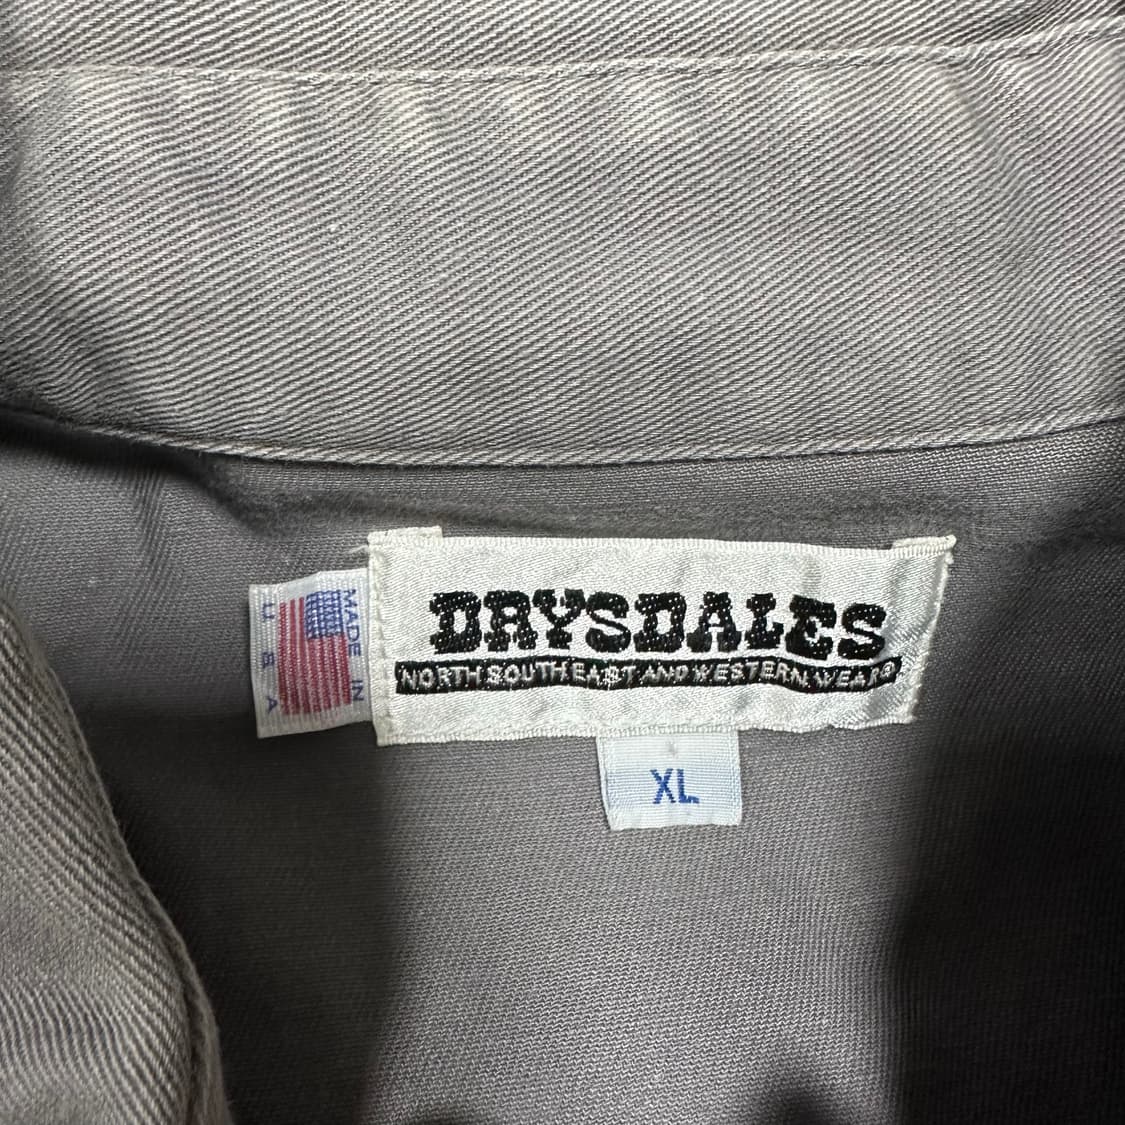 DRYSDALES
NORTH SOUTH EAST AND WESTERN WEAR®
MADE IN
U S A
XL